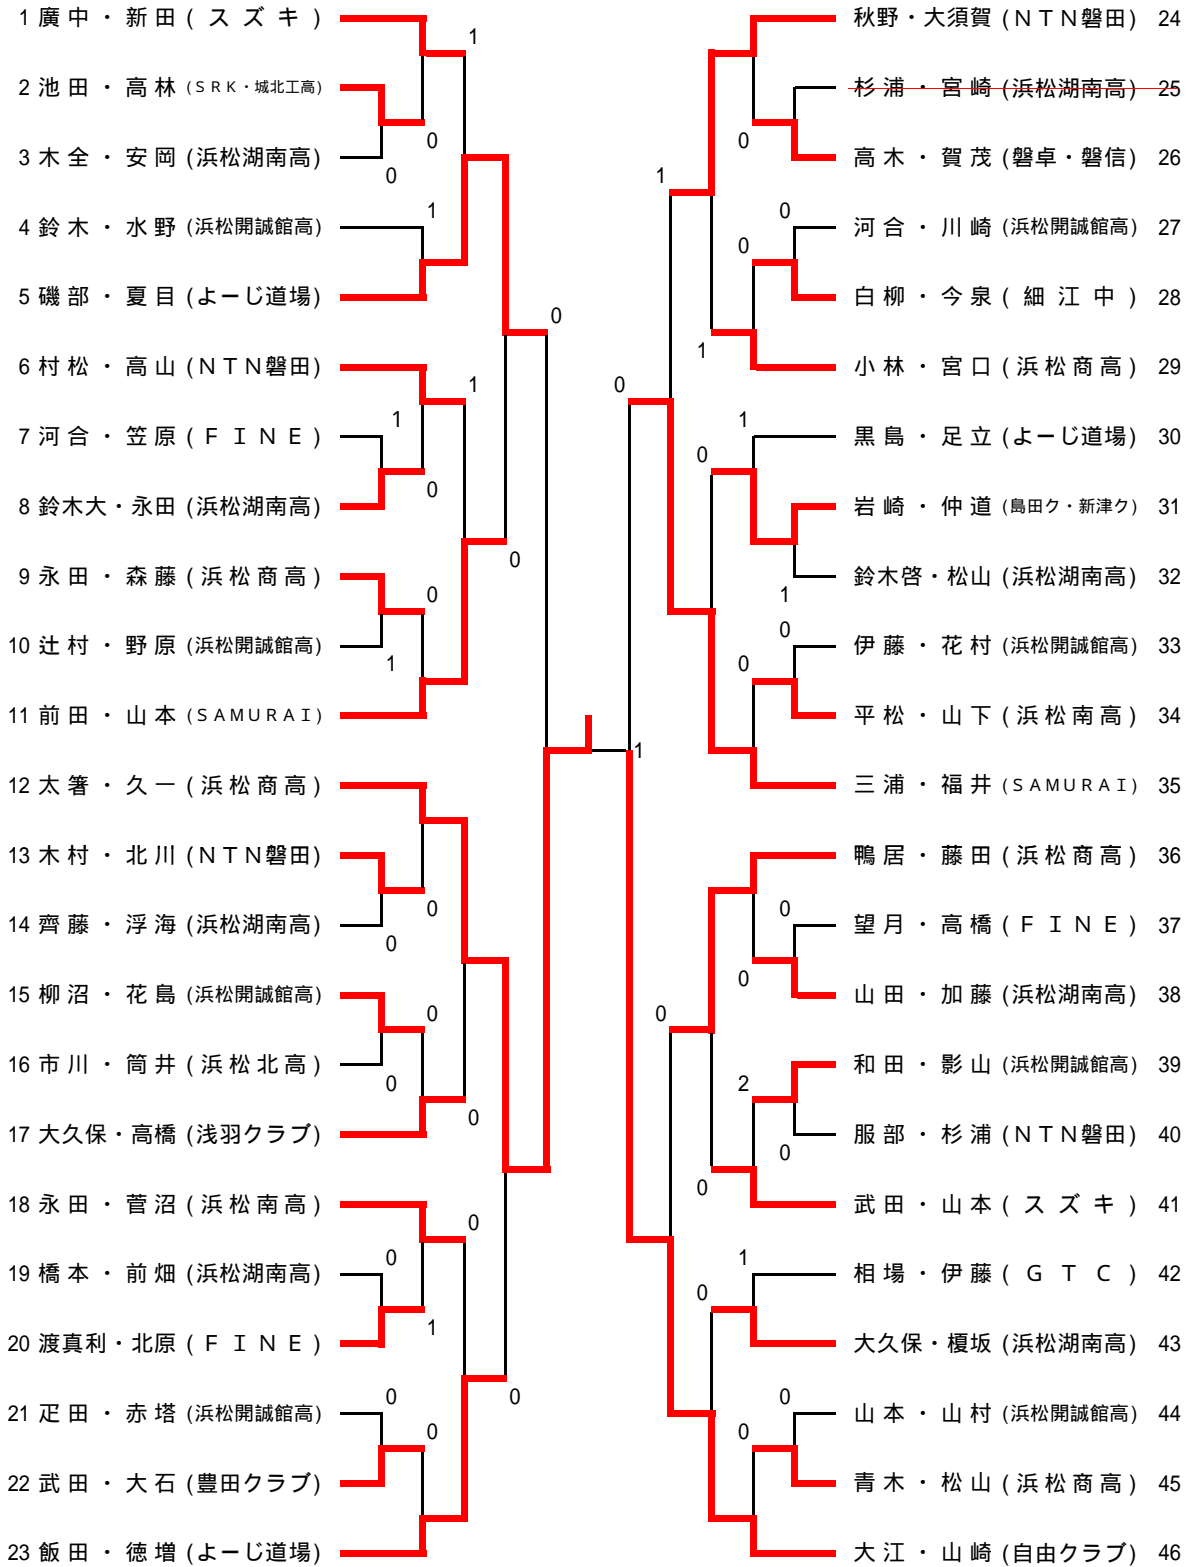 1 廣中・新田 (スズキ)
1
2 池田・高林 (SRK・城北工高)
0
3 木全・安岡 (浜松湖南高)
0
4 鈴木・水野 (浜松開誠館高)
1
5 磯部・夏目 (よーじ道場)
0
6 村松・高山 (NTN磐田)
1
7 河合・笠原 (FINE)
1
8 鈴木大・永田 (浜松湖南高)
0
9 永田・森藤 (浜松商高)
0
0
10 辻村・野原 (浜松開誠館高)
1
11 前田・山本 (SAMURAI)
12 太箸・久一 (浜松商高)
13 木村・北川 (NTN磐田)
0
14 齊藤・浮海 (浜松湖南高)
0
15 柳沼・花島 (浜松開誠館高)
0
16 市川・筒井 (浜松北高)
0
17 大久保・高橋 (浅羽クラブ)
0
18 永田・菅沼 (浜松南高)
0
19 橋本・前畑 (浜松湖南高)
0
20 渡真利・北原 (FINE)
1
21 疋田・赤塔 (浜松開誠館高)
0
0
22 武田・大石 (豊田クラブ)
0
23 飯田・徳増 (よーじ道場)
1
秋野・大須賀 (NTN磐田) 24
杉浦・宮崎 (浜松湖南高) 25
0
高木・賀茂 (磐卓・磐信) 26
1
河合・川崎 (浜松開誠館高) 27
0
0
白柳・今泉 (細江中) 28
1
小林・宮口 (浜松商高) 29
0
黒島・足立 (よーじ道場) 30
1
0
岩崎・仲道 (島田ク・新津ク) 31
鈴木啓・松山 (浜松湖南高) 32
1
伊藤・花村 (浜松開誠館高) 33
0
0
平松・山下 (浜松南高) 34
三浦・福井 (SAMURAI) 35
鴨居・藤田 (浜松商高) 36
0
望月・高橋 (FINE) 37
0
山田・加藤 (浜松湖南高) 38
0
和田・影山 (浜松開誠館高) 39
2
服部・杉浦 (NTN磐田) 40
0
0
武田・山本 (スズキ) 41
相場・伊藤 (GTC) 42
1
0
大久保・榎坂 (浜松湖南高) 43
山本・山村 (浜松開誠館高) 44
0
0
青木・松山 (浜松商高) 45
大江・山崎 (自由クラブ) 46